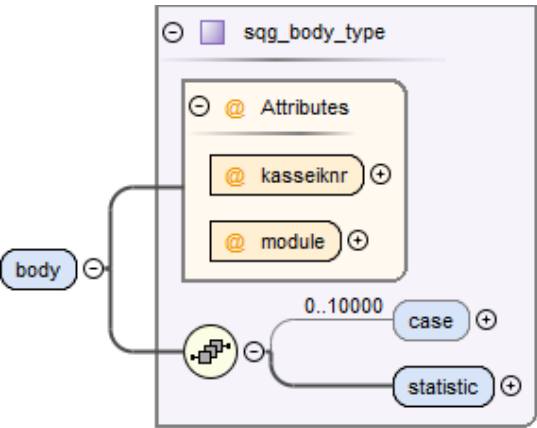 sqg_body_type
@ Attributes
@ kasseiknr
@ module
body
0..10000
case
statistic